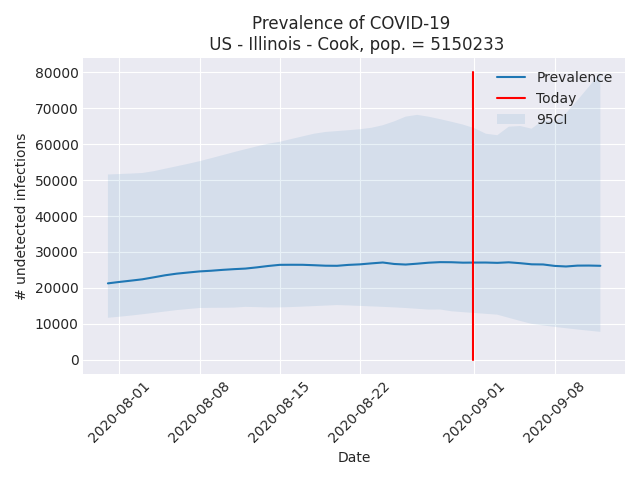 Prevalence of COVID-19
US - Illinois - Cook, pop. = 5150233
80000
70000
60000
50000
40000
30000
20000
10000
0
# undetected infections
Prevalence
Today
95CI
2020-08-01
2020-08-08
2020-08-15
2020-08-22
2020-09-01
2020-09-08
Date